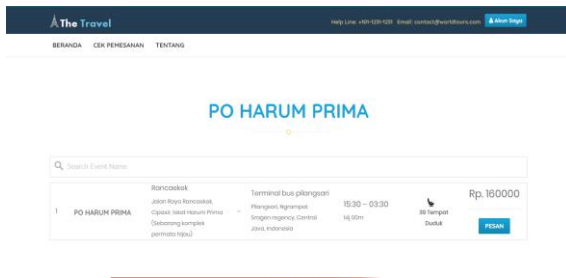 The Travel
Help Line: +101-1231-1231 Email: contact@worldtours.com Akun Saya
BERANDA CEK PEMESANAN TENTANG
PO HARUM PRIMA
Search Event Name
1 PO HARUM PRIMA
Rancaekek
Jalan Raya Rancaekek,
Cipasir, loket Harum Prima
(Sebarang komplek
permata hijau)
-
Terminal bus pilangsari
Pilangsari, Ngrampal,
Sragen regency, Central
Java, Indonesia
15:30 - 03:30
14j 00m
39 Tempat
Duduk
Rp. 160000
PESAN